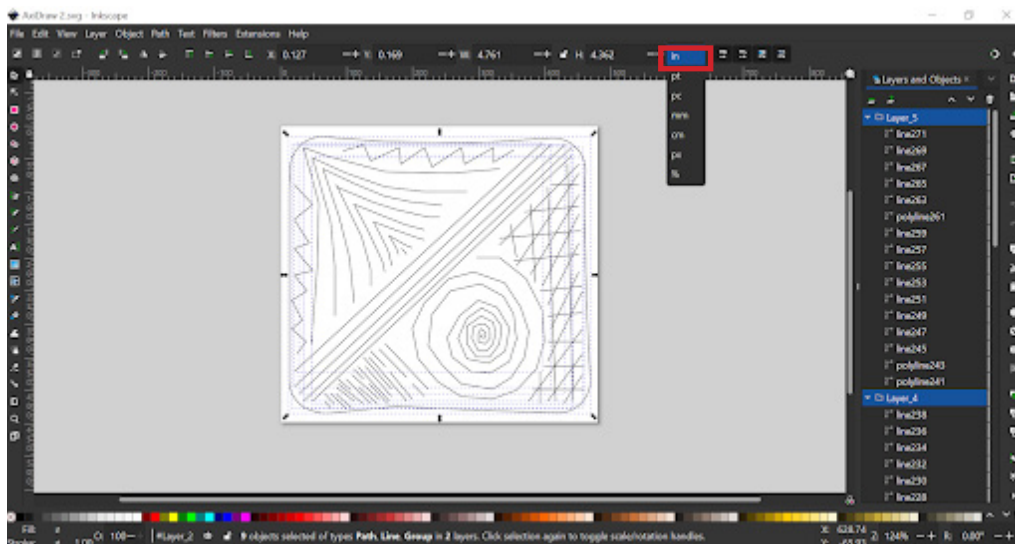 AxiDraw 2.svg - Inkscape
File Edit View Layer Object Path Text Filters Extensions Help
X: 0.127 Y: 0.169 W: 4.761 H: 4.362 in
pt
pc
mm
cm
px
%
Layers and Objects
Layer_5
line271
line269
line267
line265
line263
polyline261
line259
line257
line255
line253
line251
line249
line247
line245
polyline243
polyline241
Layer_4
line238
line236
line234
line232
line230
line228
Fill:
O: 100 #Layer_2 9 objects selected of types Path, Line, Group in 2 layers. Click selection again to toggle scale/rotation handles. X: 628.74 Z: 124% R: 0.00°
1.00